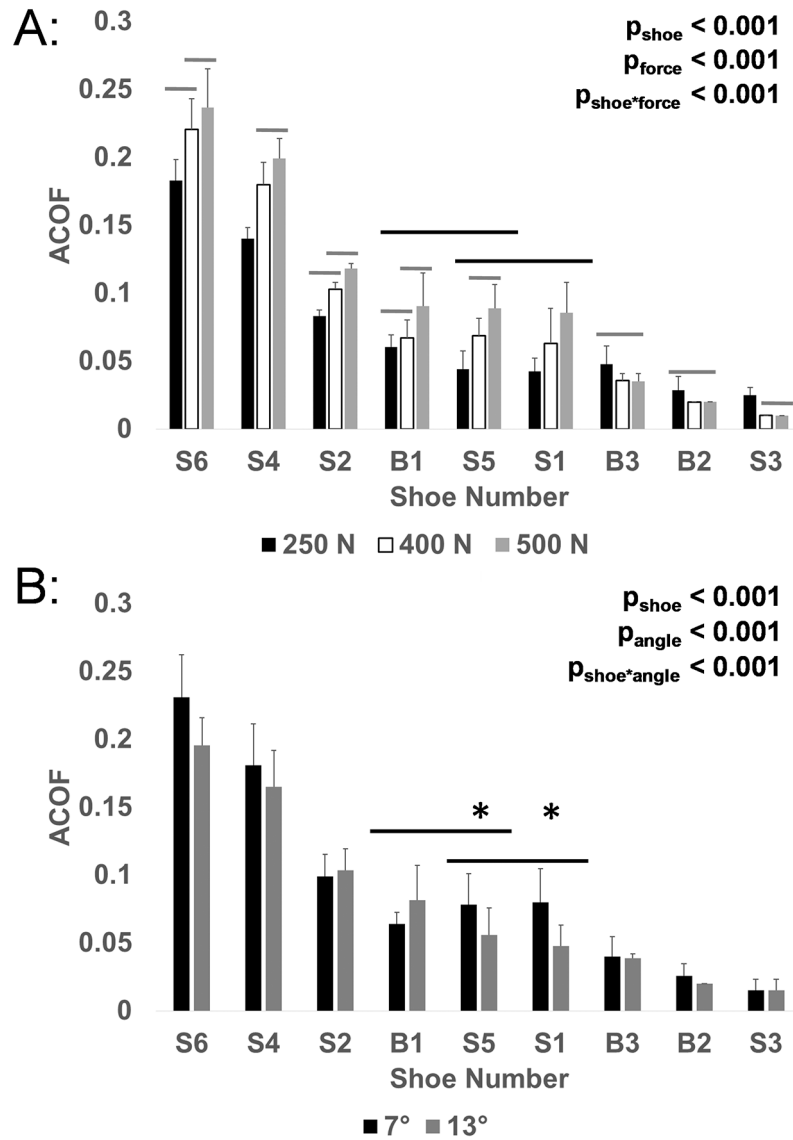 A:
p_shoe < 0.001
p_force < 0.001
p_shoe*force < 0.001
0.3
0.25
0.2
0.15
0.1
0.05
0
ACOF
S6 S4 S2 B1 S5 S1 B3 B2 S3
Shoe Number
250 N 400 N 500 N
B:
p_shoe < 0.001
p_angle < 0.001
p_shoe*angle < 0.001
0.3
0.25
0.2
0.15
0.1
0.05
0
ACOF
* *
S6 S4 S2 B1 S5 S1 B3 B2 S3
Shoe Number
7° 13°